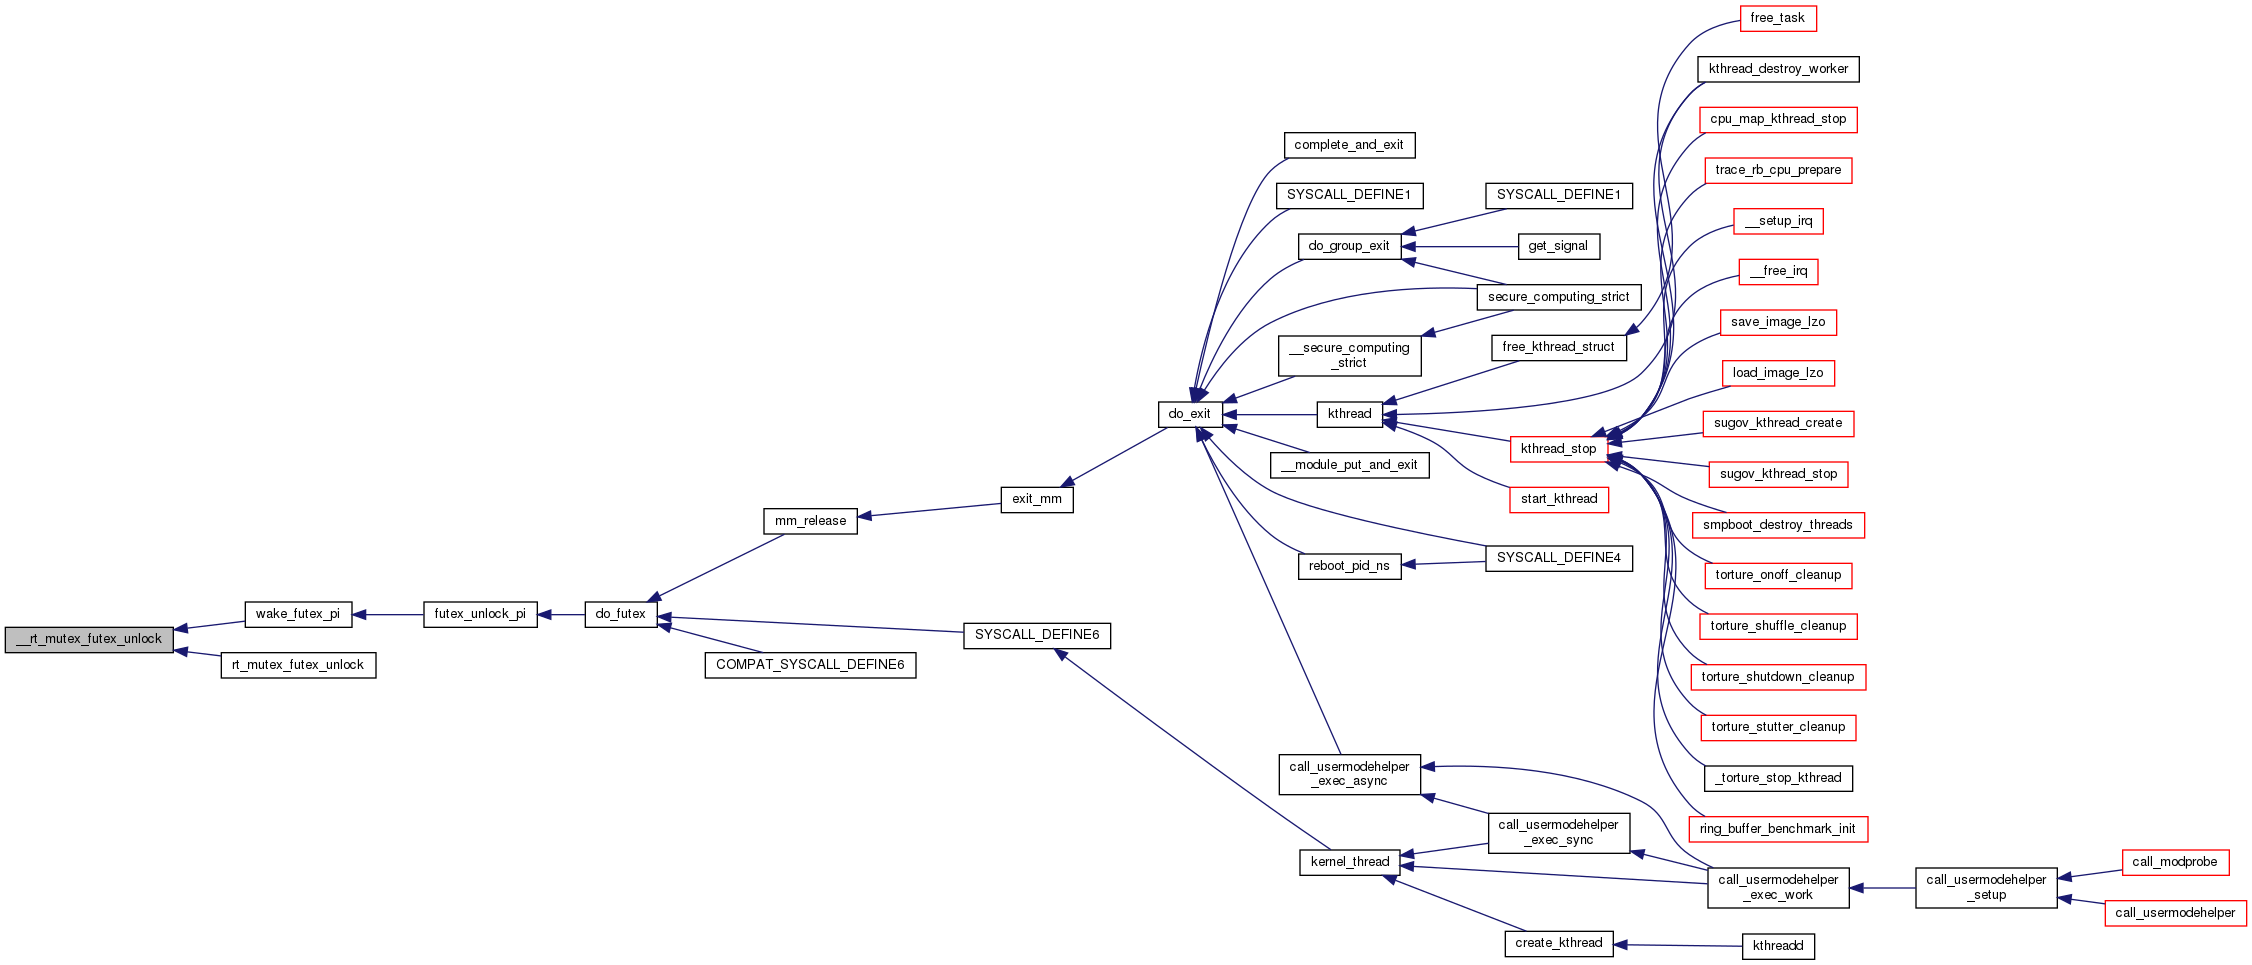 __rt_mutex_futex_unlock
wake_futex_pi
rt_mutex_futex_unlock
futex_unlock_pi
do_futex
mm_release
SYSCALL_DEFINE6
COMPAT_SYSCALL_DEFINE6
exit_mm
do_exit
complete_and_exit
SYSCALL_DEFINE1
do_group_exit
__secure_computing
_strict
kthread
__module_put_and_exit
reboot_pid_ns
call_usermodehelper
_exec_async
kernel_thread
SYSCALL_DEFINE1
get_signal
secure_computing_strict
free_kthread_struct
kthread_stop
start_kthread
SYSCALL_DEFINE4
call_usermodehelper
_exec_sync
create_kthread
free_task
kthread_destroy_worker
cpu_map_kthread_stop
trace_rb_cpu_prepare
__setup_irq
__free_irq
save_image_lzo
load_image_lzo
sugov_kthread_create
sugov_kthread_stop
smpboot_destroy_threads
torture_onoff_cleanup
torture_shuffle_cleanup
torture_shutdown_cleanup
torture_stutter_cleanup
_torture_stop_kthread
ring_buffer_benchmark_init
call_usermodehelper
_exec_work
kthreadd
call_usermodehelper
_setup
call_modprobe
call_usermodehelper